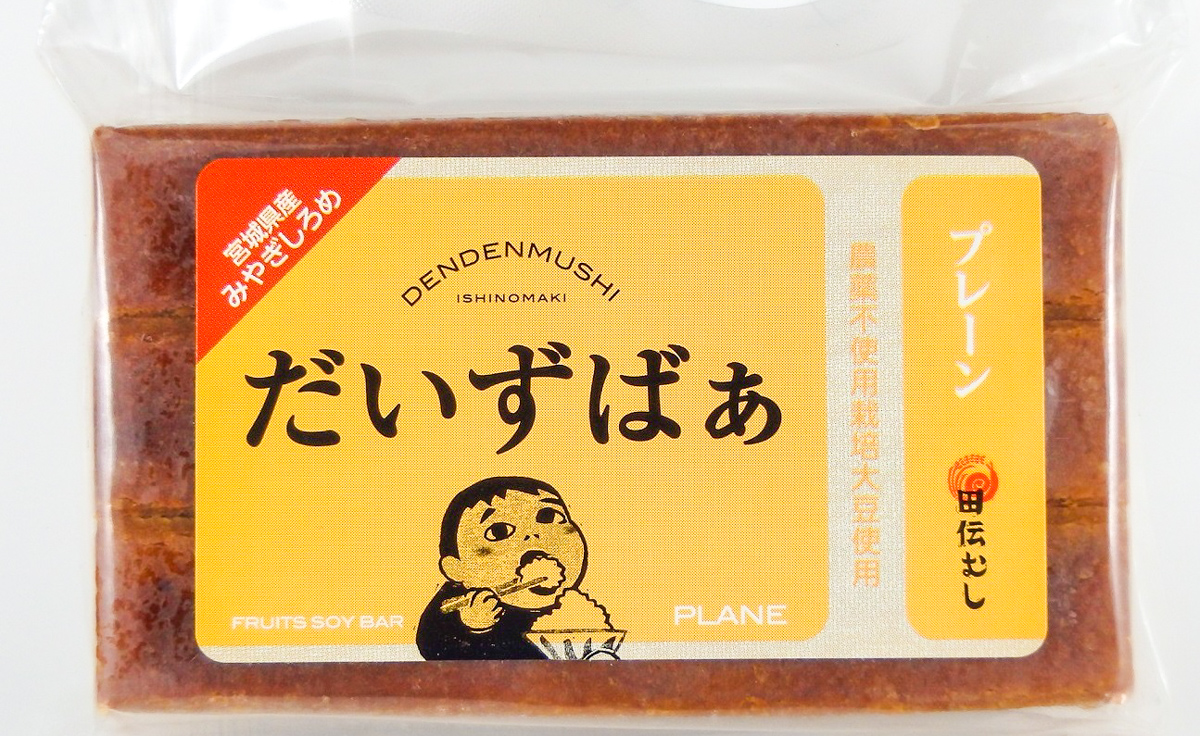 宮城県産
みやぎしろめ
DENDENMUSHI
ISHINOMAKI
だいずばぁ
FRUITS SOY BAR
PLANE
農薬不使用栽培大豆使用
プレーン
田伝むし